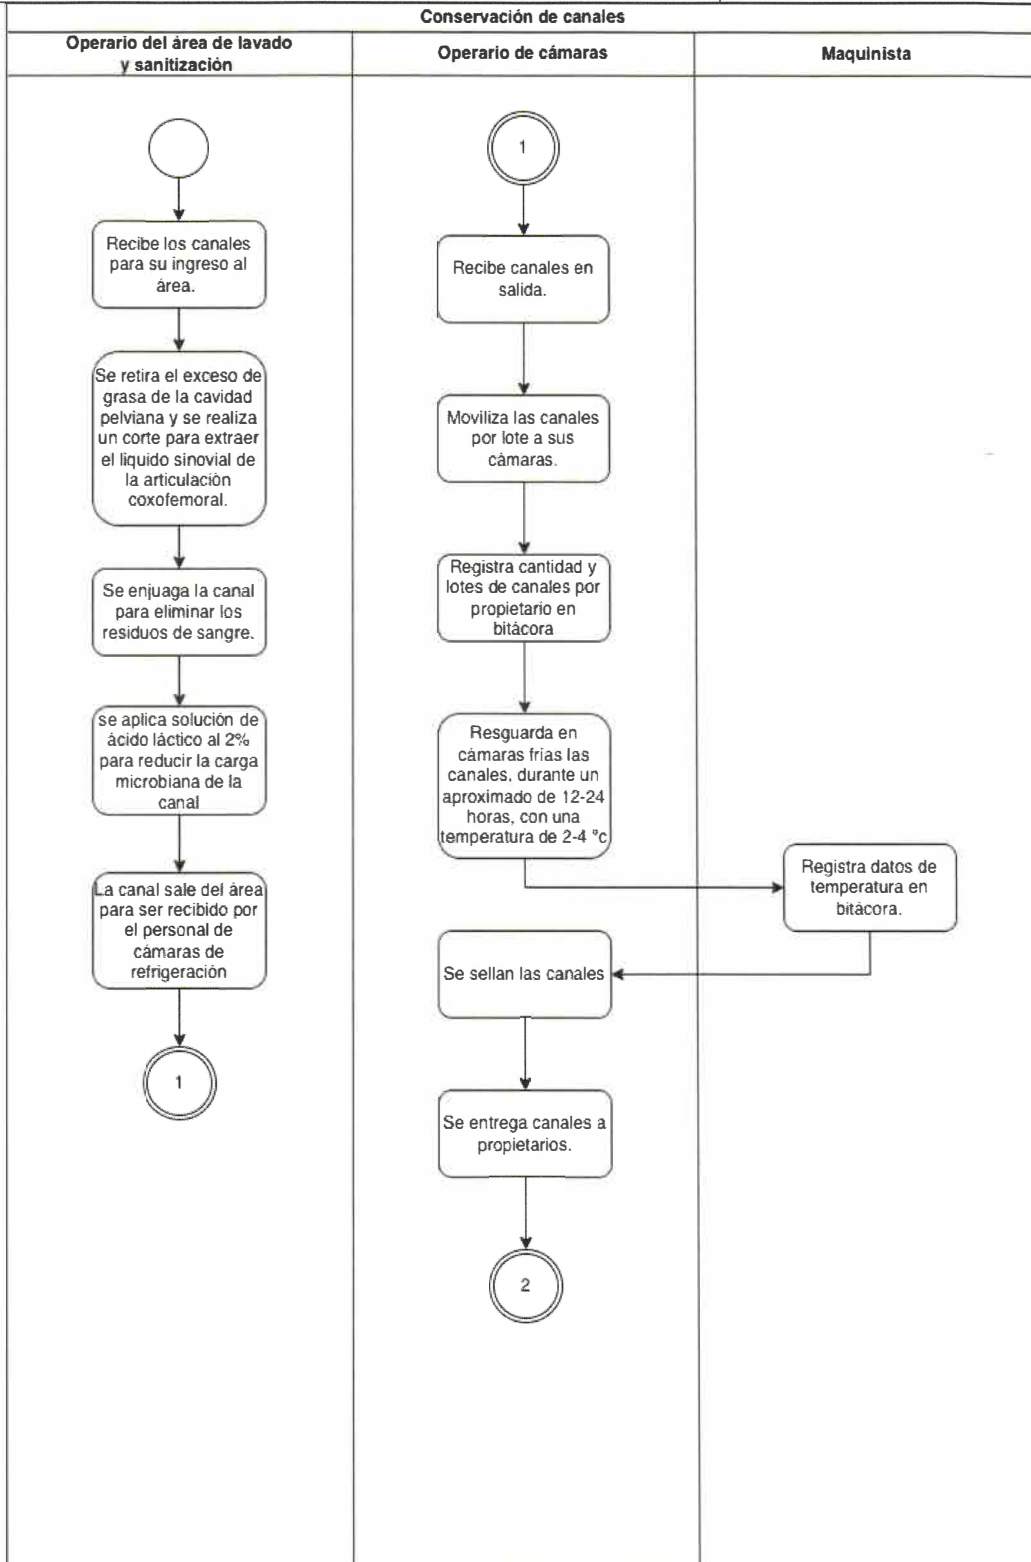 Conservación de canales
Operario del área de lavado
y sanitización
Operario de cámaras
Maquinista
Recibe los canales
para su ingreso al
área.
Se retira el exceso de
grasa de la cavidad
pelviana y se realiza
un corte para extraer
el liquido sinovial de
la articulación
coxofemoral.
Se enjuaga la canal
para eliminar los
residuos de sangre.
se aplica solución de
ácido láctico al 2%
para reducir la carga
microbiana de la
canal
La canal sale del área
para ser recibido por
el personal de
cámaras de
refrigeración
1
1
Recibe canales en
salida.
Moviliza las canales
por lote a sus
cámaras.
Registra cantidad y
lotes de canales por
propietario en
bitácora
Resguarda en
cámaras frías las
canales, durante un
aproximado de 12-24
horas, con una
temperatura de 2-4 °c
Registra datos de
temperatura en
bitácora.
Se sellan las canales
Se entrega canales a
propietarios.
2